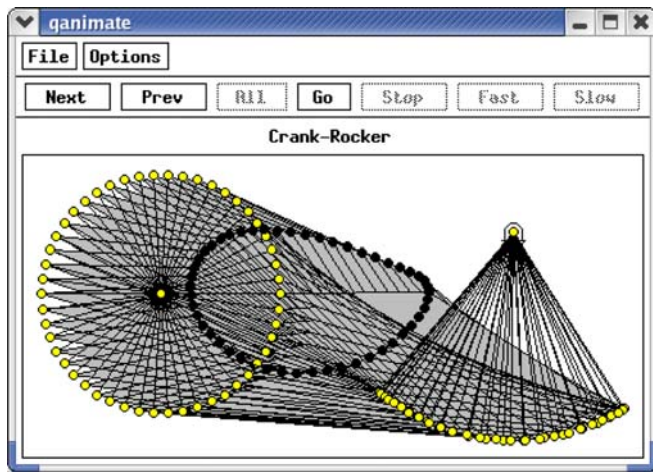 qanimate
File Options
Next Prev All Go Stop Fast Slow
Crank-Rocker